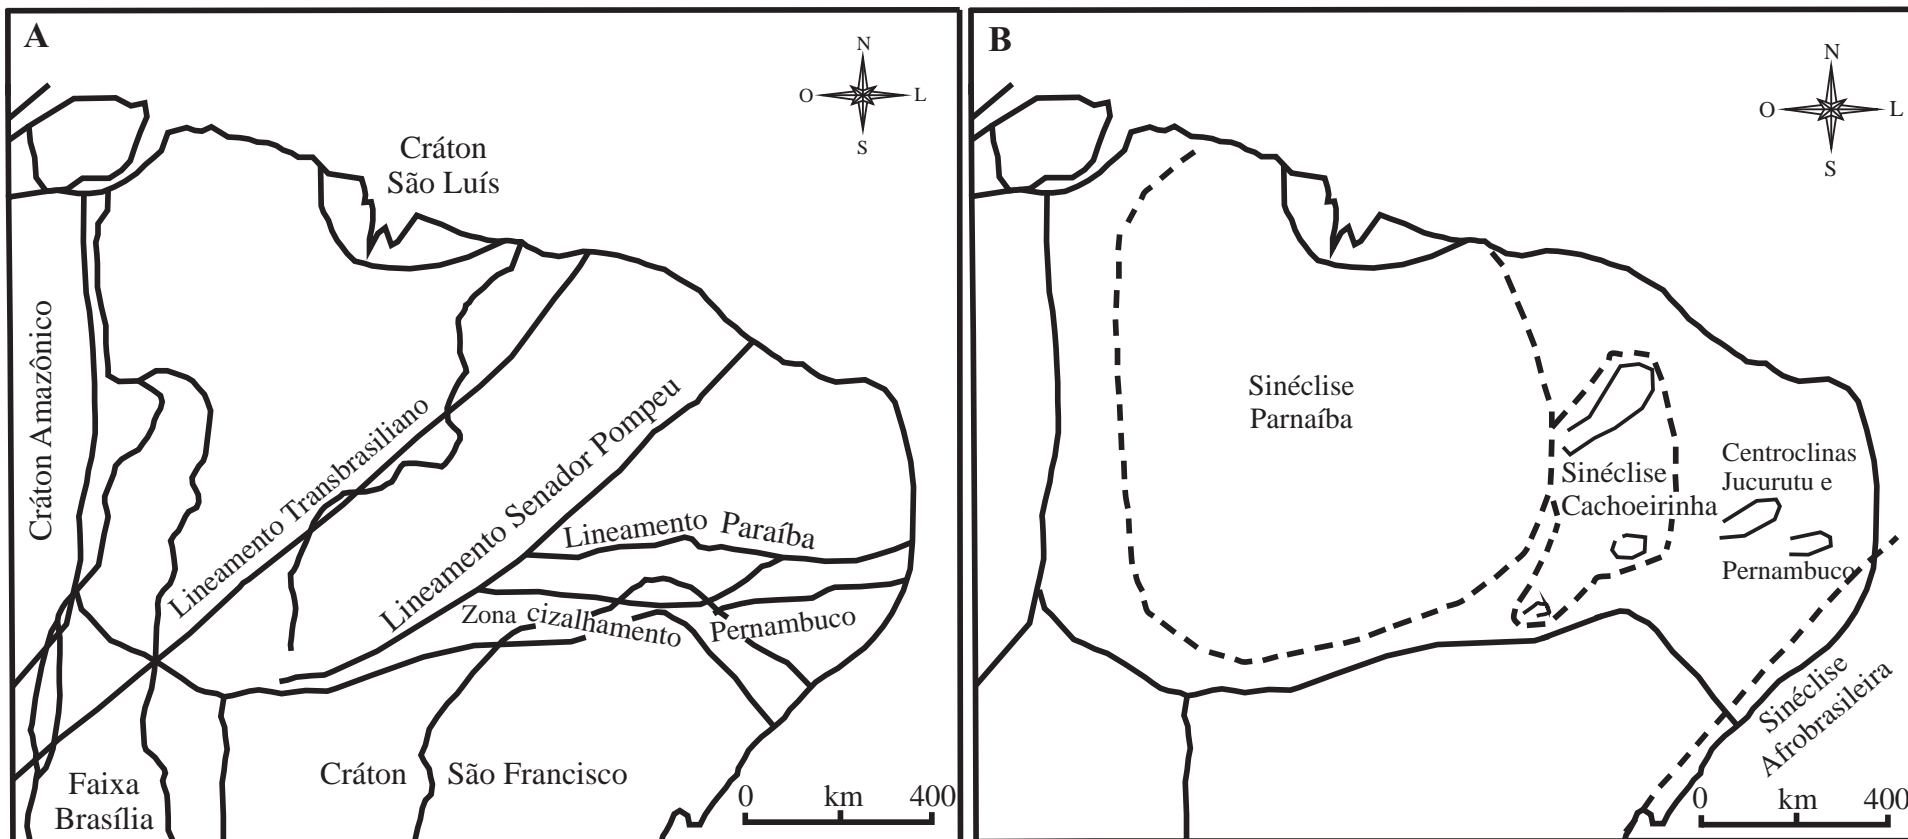 A
N
O
L
S
Cráton
São Luís
Cráton Amazônico
Lineamento Transbrasiliano
Lineamento Senador Pompeu
Lineamento Paraíba
Zona cizalhamento Pernambuco
Faixa
Brasília
Cráton São Francisco
0 km 400
B
N
O
L
S
Sinéclise
Parnaíba
Sinéclise
Cachoeirinha
Centroclinas
Jucurutu e
Pernambuco
Sinéclise
Afrobrasileira
0 km 400